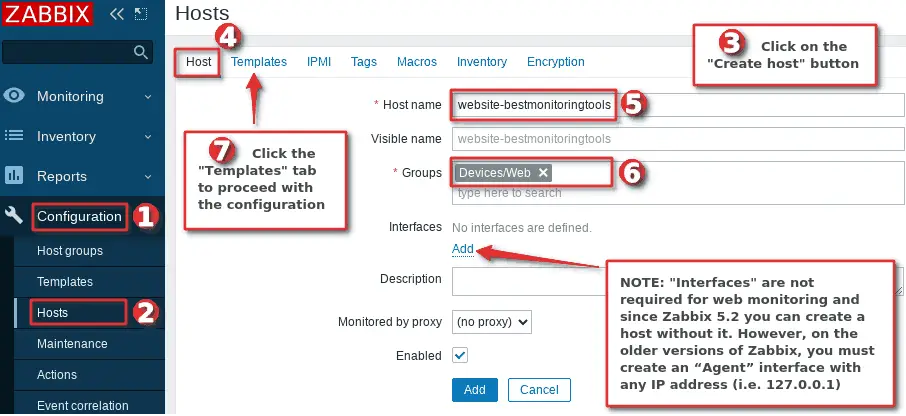 ZABBIX
Hosts
4
3 Click on the
"Create host" button
Host Templates IPMI Tags Macros Inventory Encryption
Monitoring
Inventory
Reports
Configuration 1
Host groups
Templates
Hosts 2
Maintenance
Actions
Event correlation
* Host name website-bestmonitoringtools 5
Visible name website-bestmonitoringtools
7 Click the
"Templates" tab
to proceed with
the configuration
* Groups Devices/Web 6
type here to search
Interfaces No interfaces are defined.
Add
Description
NOTE: "Interfaces" are not
required for web monitoring and
since Zabbix 5.2 you can create a
host without it. However, on the
older versions of Zabbix, you must
create an “Agent” interface with
any IP address (i.e. 127.0.0.1)
Monitored by proxy (no proxy)
Enabled
Add Cancel